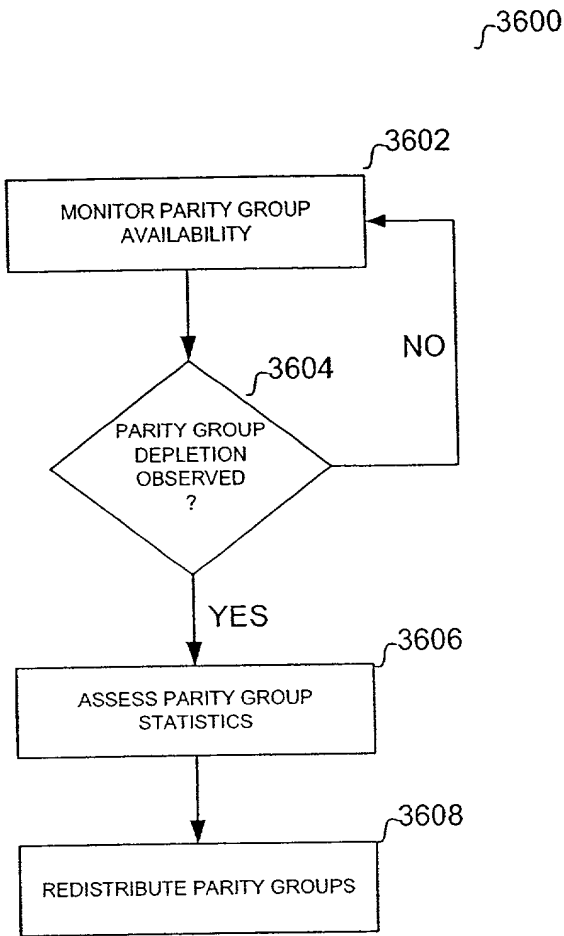 3600
3602
MONITOR PARITY GROUP
AVAILABILITY
NO
3604
PARITY GROUP
DEPLETION
OBSERVED
?
YES
3606
ASSESS PARITY GROUP
STATISTICS
3608
REDISTRIBUTE PARITY GROUPS